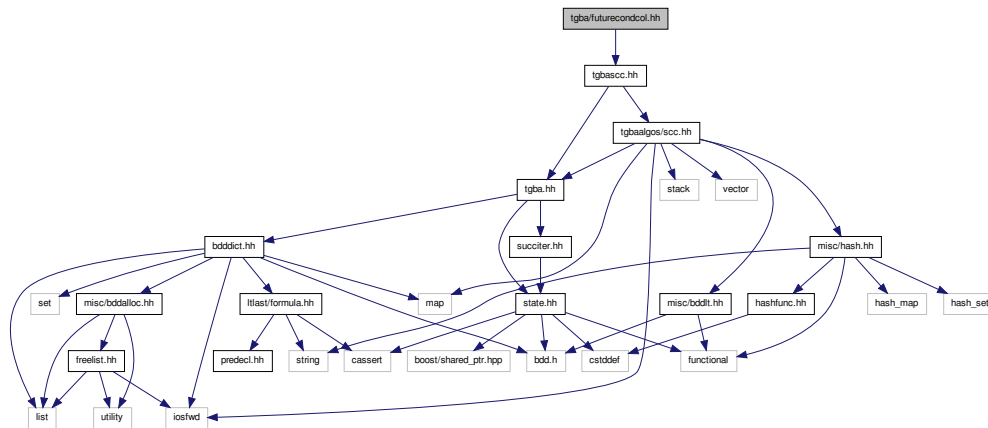 tgba/futurecondcol.hh
tgbascc.hh
tgbaalgos/scc.hh
tgba.hh
stack
vector
bdddict.hh
succiter.hh
misc/hash.hh
set
misc/bddalloc.hh
ltlast/formula.hh
map
state.hh
misc/bddlt.hh
hashfunc.hh
hash_map
hash_set
freelist.hh
predecl.hh
string
cassert
boost/shared_ptr.hpp
bdd.h
cstddef
functional
list
utility
iosfwd